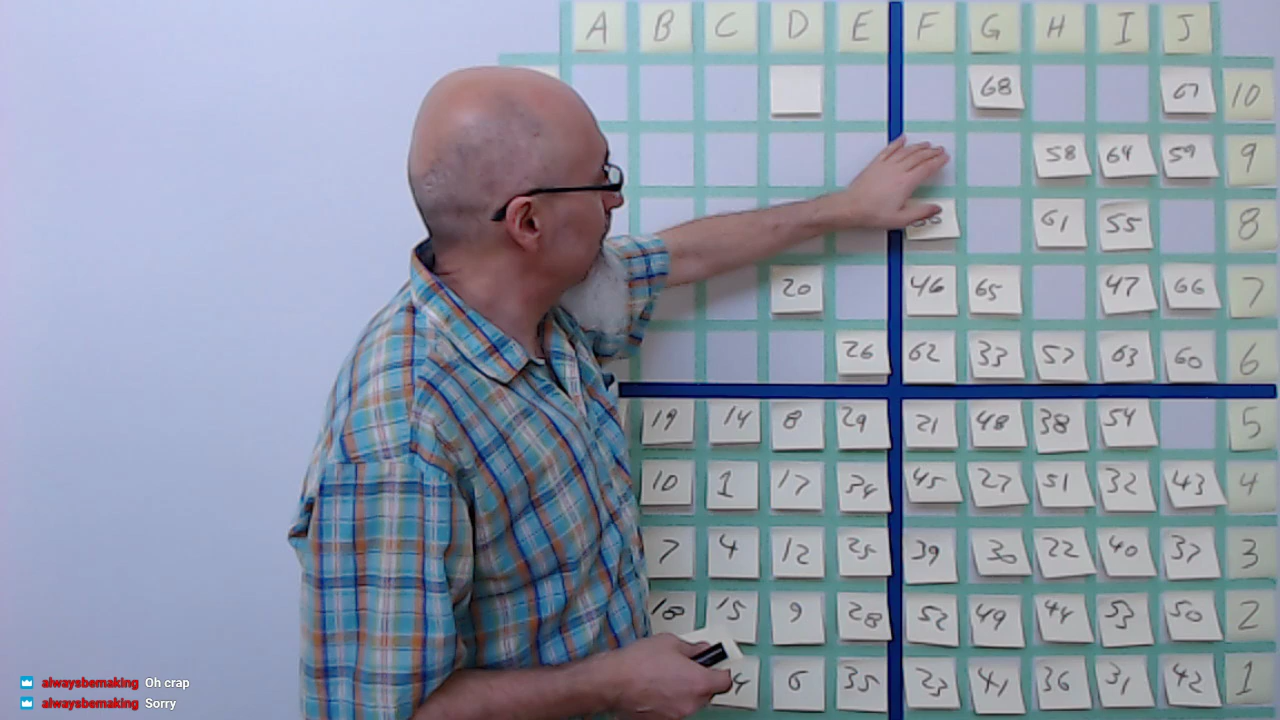 A B C D E F G H I J
68 67 10
58 64 59 9
61 55 8
20 46 65 47 66 7
26 62 33 57 63 60 6
19 14 8 29 21 48 38 54 5
10 1 17 34 45 27 51 32 43 4
7 4 12 25 39 30 22 40 37 3
18 15 9 28 52 49 44 53 50 2
6 35 23 41 36 31 42 1
alwaysbemaking Oh crap
alwaysbemaking Sorry